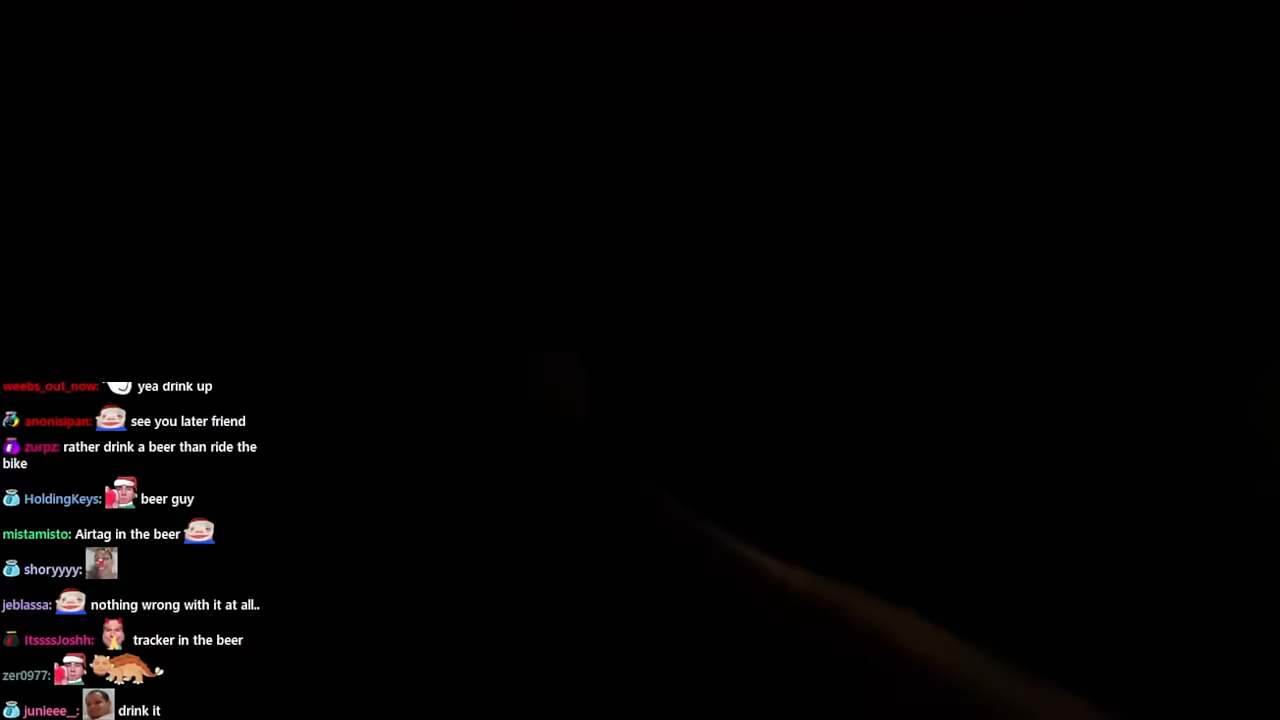 weebs_out_now: yea drink up
anonisipan: see you later friend
zurpz: rather drink a beer than ride the
bike
HoldingKeys: beer guy
mistamisto: Airtag in the beer
shoryyyy:
jeblassa: nothing wrong with it at all..
ItssssJoshh: tracker in the beer
zer0977:
junieee_: drink it